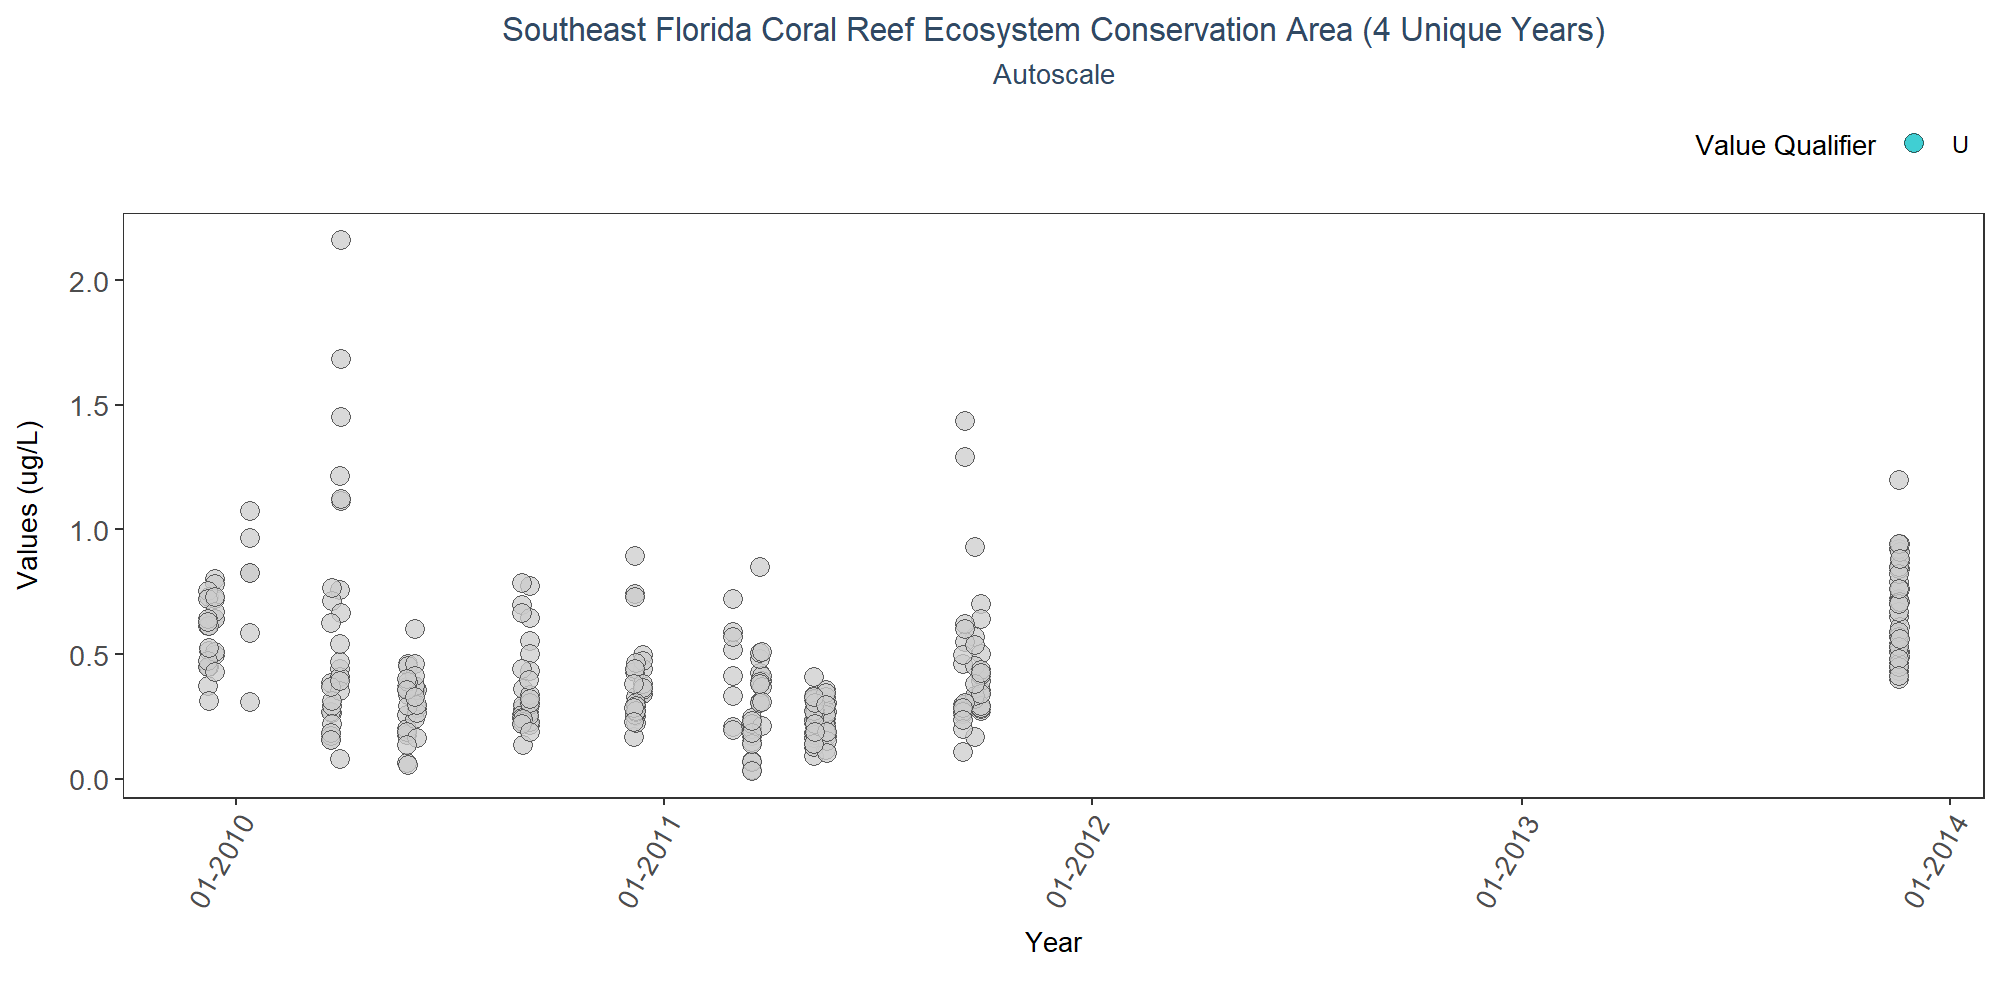 Southeast Florida Coral Reef Ecosystem Conservation Area (4 Unique Years)
Autoscale
Value Qualifier U
Values (ug/L)
2.0
1.5
1.0
0.5
0.0
01-2010 01-2011 01-2012 01-2013 01-2014
Year